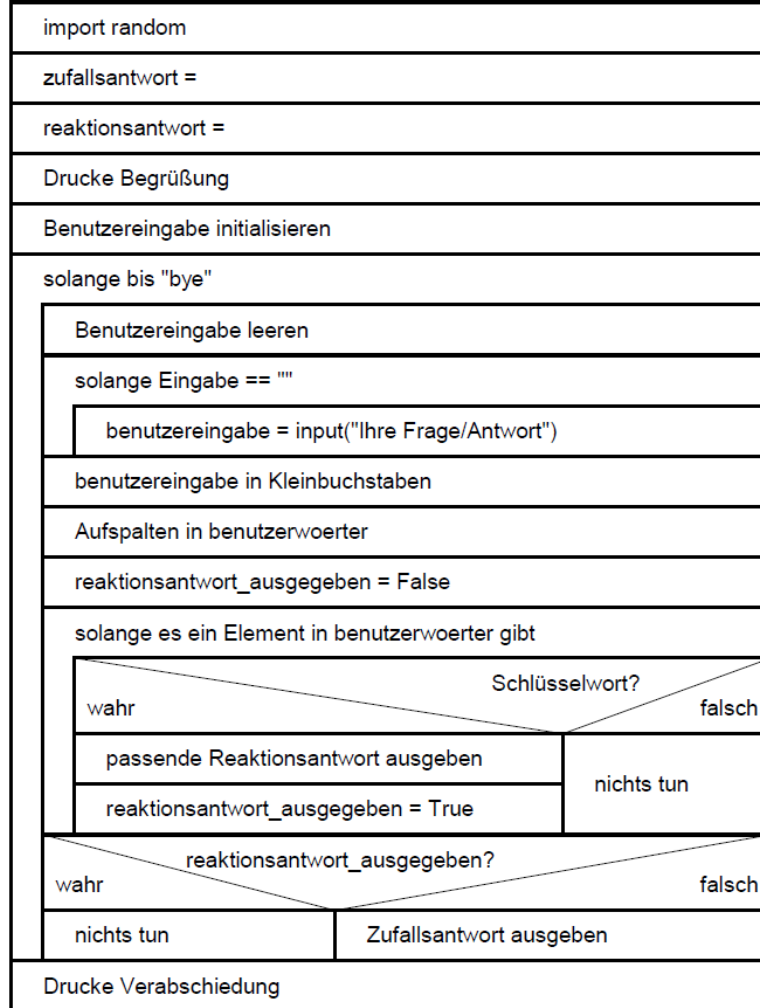 import random
zufallsantwort =
reaktionsantwort =
Drucke Begrüßung
Benutzereingabe initialisieren
solange bis "bye"
Benutzereingabe leeren
solange Eingabe == ""
benutzereingabe = input("Ihre Frage/Antwort")
benutzereingabe in Kleinbuchstaben
Aufspalten in benutzerwoerter
reaktionsantwort_ausgegeben = False
solange es ein Element in benutzerwoerter gibt
Schlüsselwort?
wahr falsch
passende Reaktionsantwort ausgeben
nichts tun
reaktionsantwort_ausgegeben = True
reaktionsantwort_ausgegeben?
wahr falsch
nichts tun Zufallsantwort ausgeben
Drucke Verabschiedung